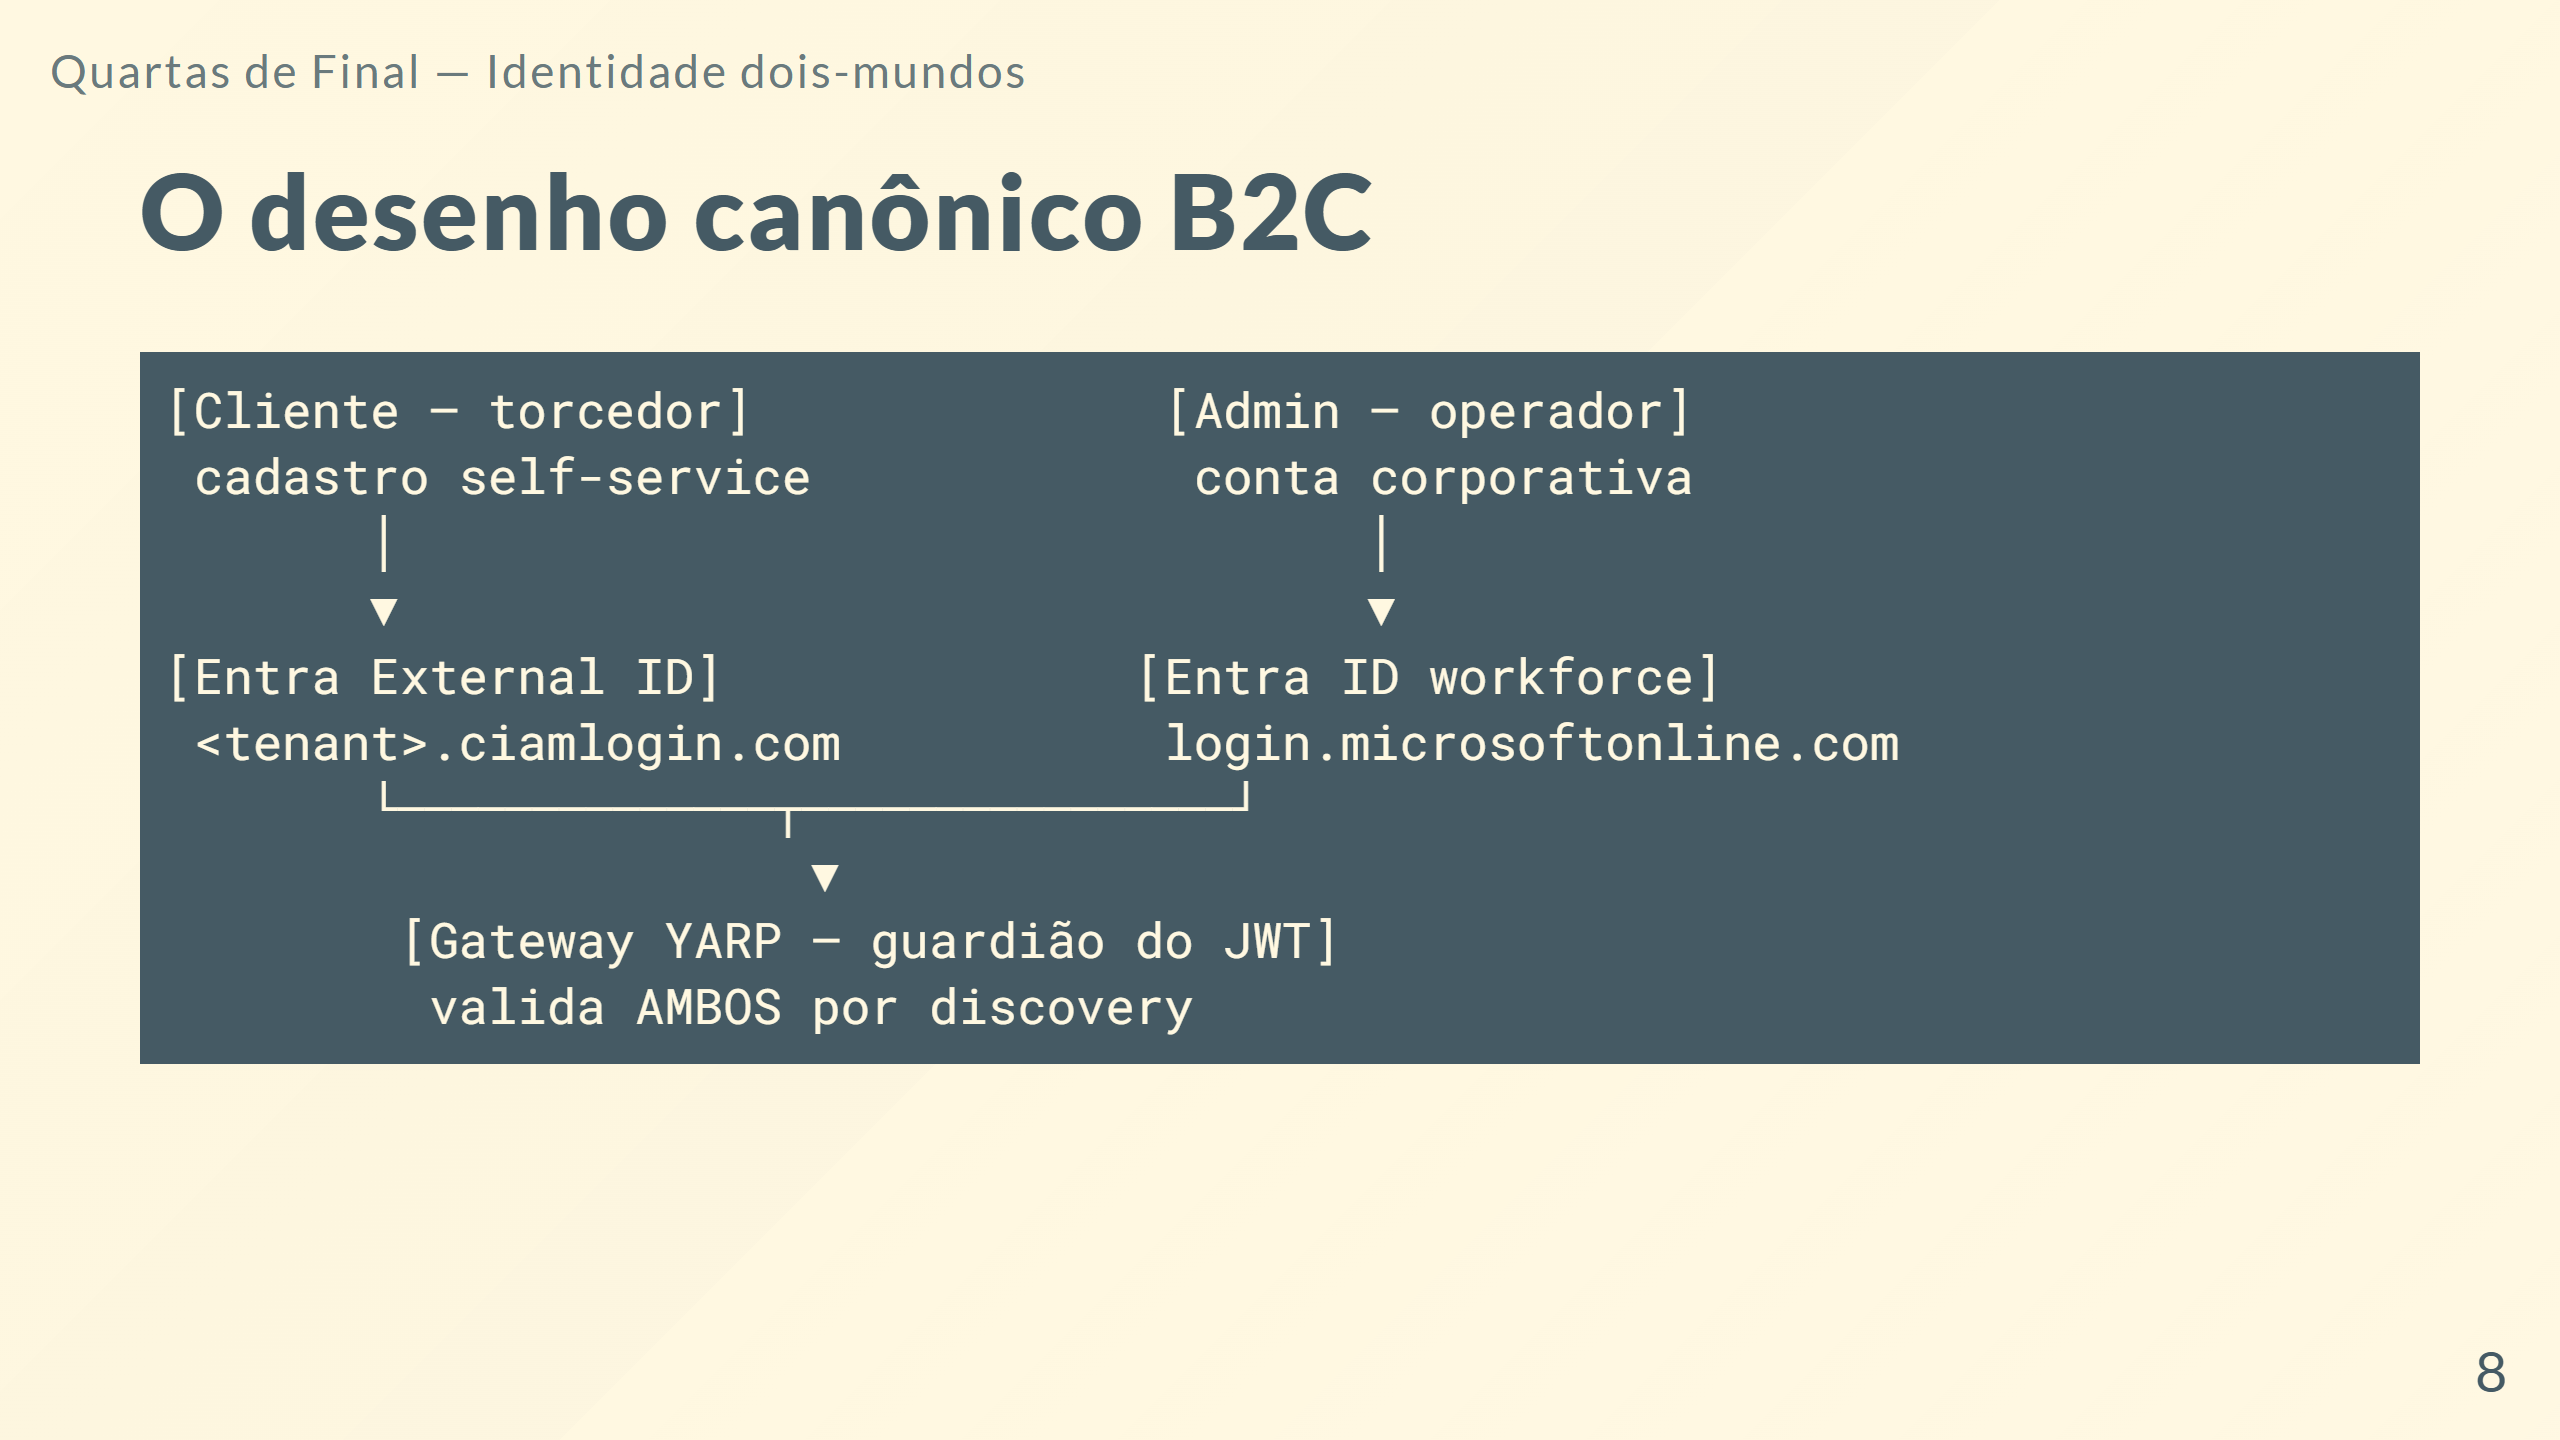 Quartas de Final — Identidade dois-mundos
O desenho canônico B2C
[Cliente — torcedor]               [Admin — operador]
 cadastro self-service             conta corporativa
       │                                  │
       ▼                                  ▼
[Entra External ID]               [Entra ID workforce]
 <tenant>.ciamlogin.com           login.microsoftonline.com
       └─────────────┬───────────────┘
                      ▼
        [Gateway YARP — guardião do JWT]
         valida AMBOS por discovery
8